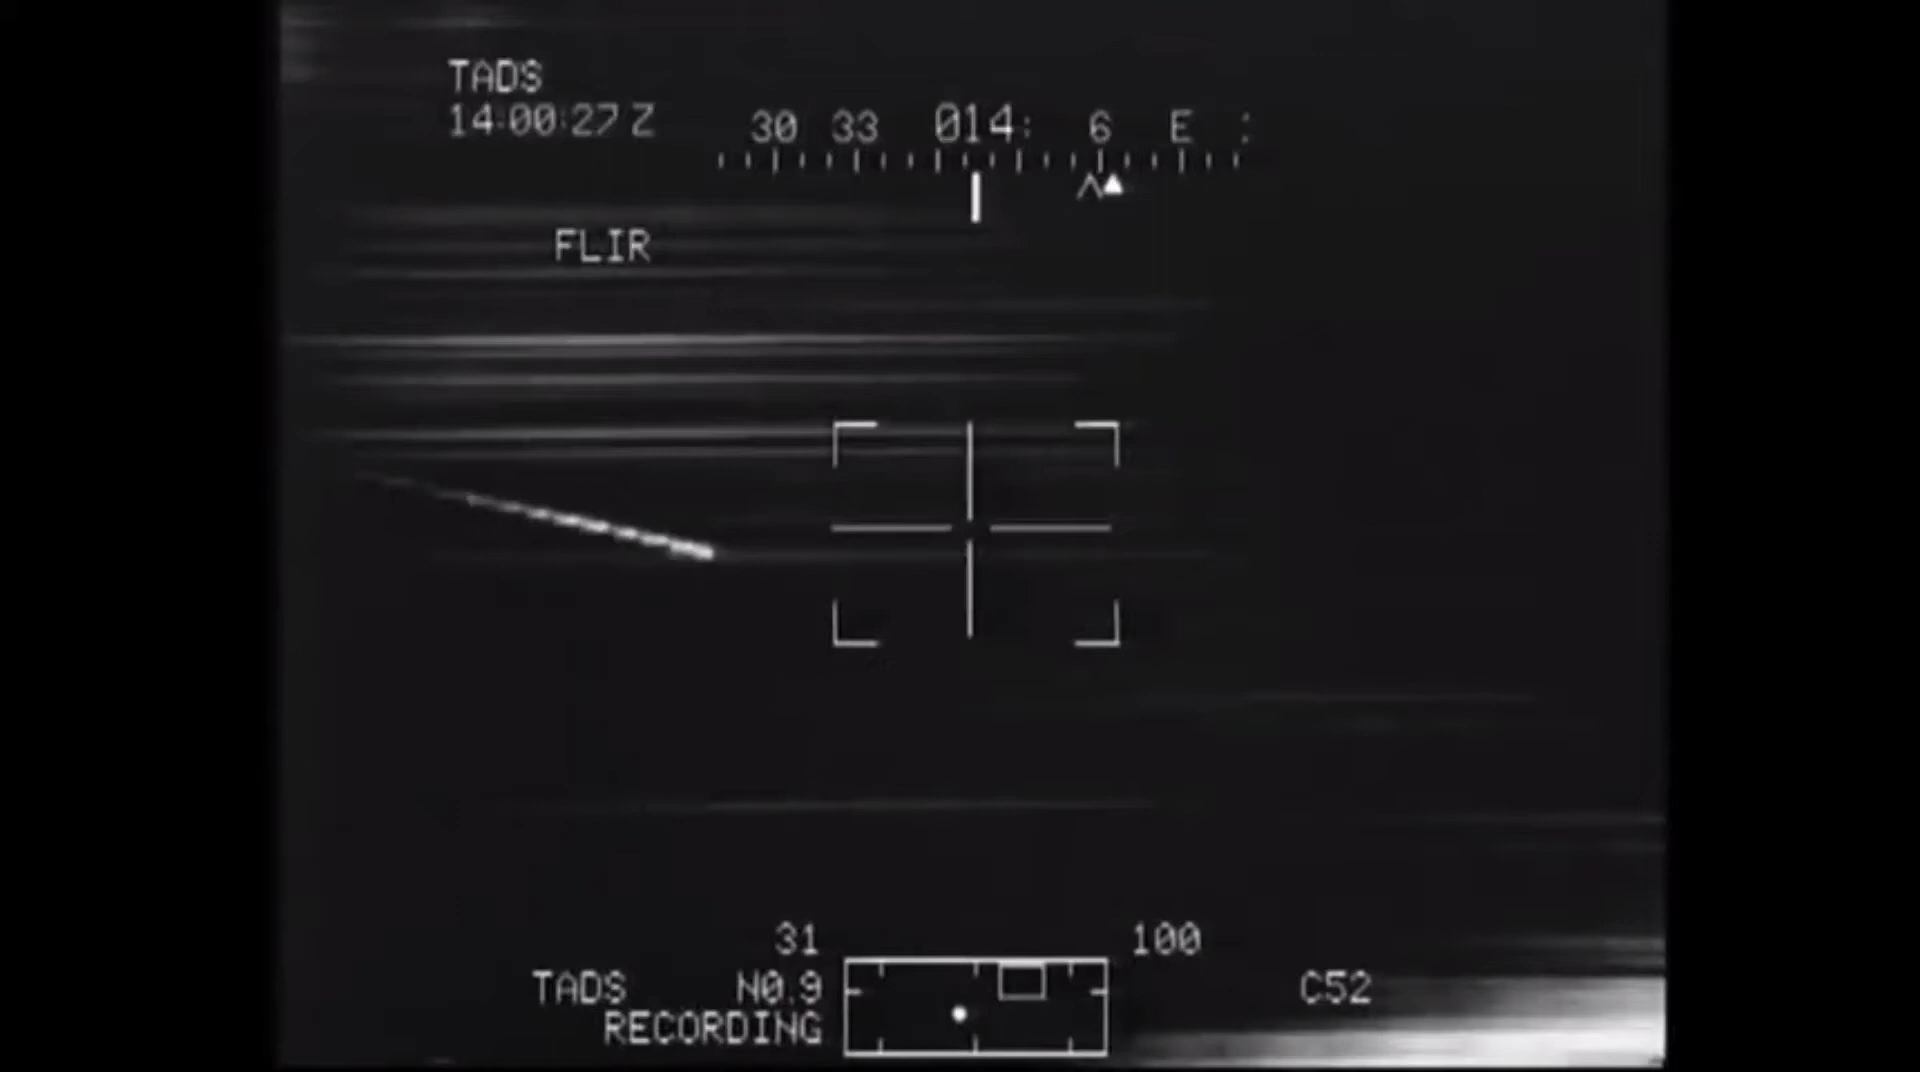 TADS
14:00:27 Z
30 33 014: 6 E :
FLIR
31 100
TADS N0.9 C52
RECORDING